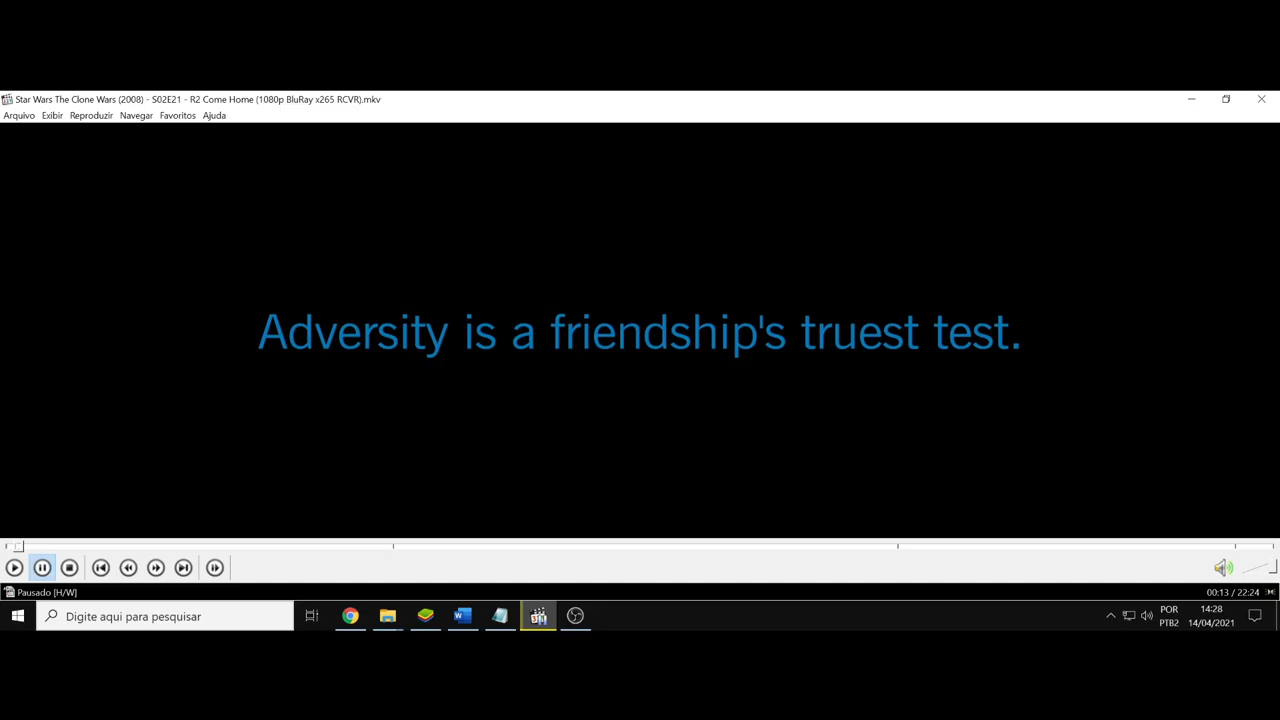 Star Wars The Clone Wars (2008) - S02E21 - R2 Come Home (1080p BluRay x265 RCVR).mkv
Arquivo Exibir Reproduzir Navegar Favoritos Ajuda
Adversity is a friendship's truest test.
Pausado [H/W]
00:13 / 22:24
Digite aqui para pesquisar
POR
PTB2
14:28
14/04/2021